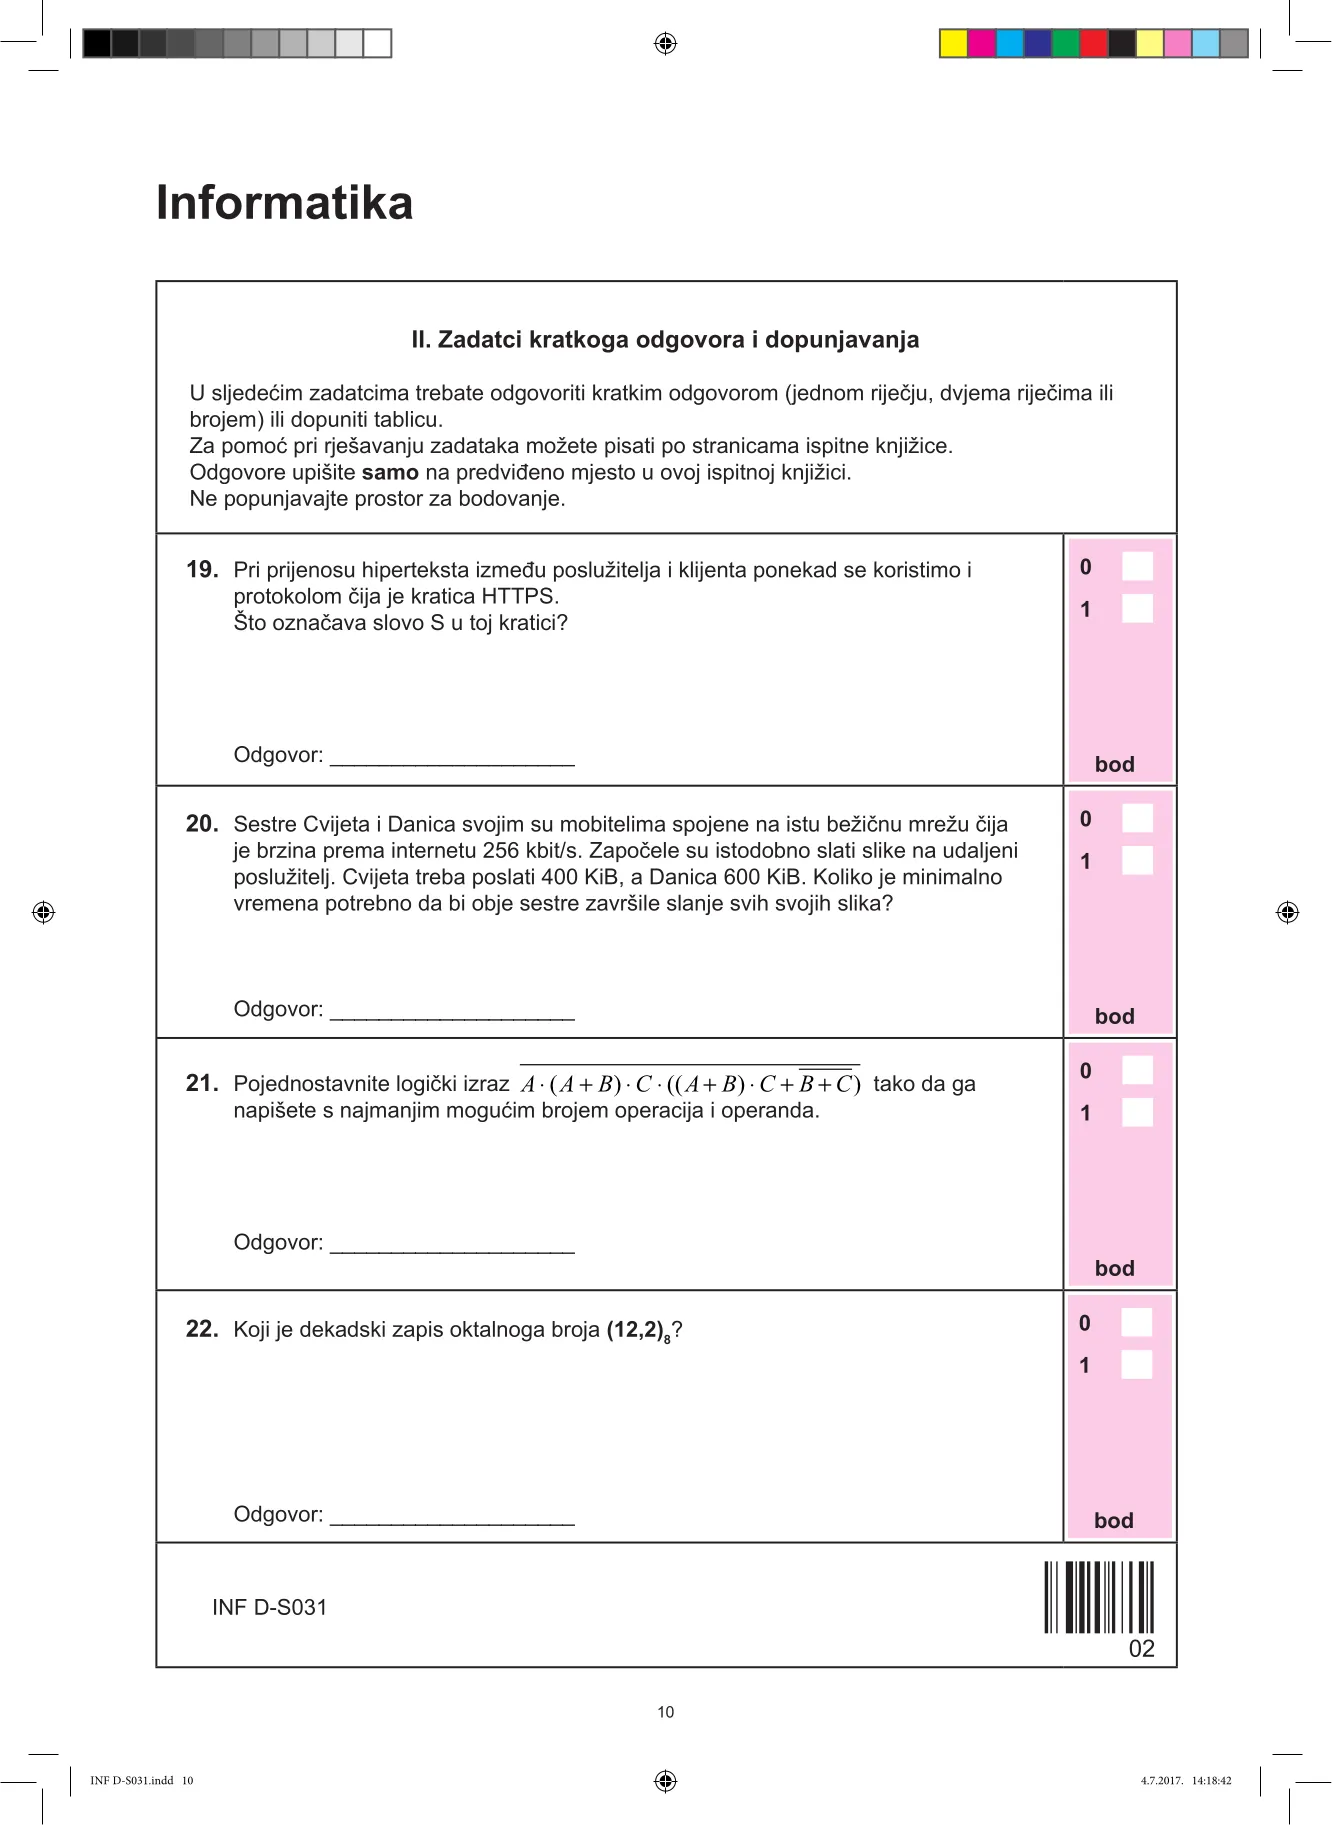 Informatika
II. Zadatci kratkoga odgovora i dopunjavanja
U sljedećim zadatcima trebate odgovoriti kratkim odgovorom (jednom riječju, dvjema riječima ili
brojem) ili dopuniti tablicu.
Za pomoć pri rješavanju zadataka možete pisati po stranicama ispitne knjižice.
Odgovore upišite samo na predviđeno mjesto u ovoj ispitnoj knjižici.
Ne popunjavajte prostor za bodovanje.
19. Pri prijenosu hiperteksta između poslužitelja i klijenta ponekad se koristimo i
protokolom čija je kratica HTTPS.
Što označava slovo S u toj kratici?
Odgovor: ____________________
0
1
bod
20. Sestre Cvijeta i Danica svojim su mobitelima spojene na istu bežičnu mrežu čija
je brzina prema internetu 256 kbit/s. Započele su istodobno slati slike na udaljeni
poslužitelj. Cvijeta treba poslati 400 KiB, a Danica 600 KiB. Koliko je minimalno
vremena potrebno da bi obje sestre završile slanje svih svojih slika?
Odgovor: ____________________
0
1
bod
21. Pojednostavnite logički izraz $\overline{A \cdot (A + B) \cdot C \cdot ((A + B) \cdot C + \overline{B + C})}$ tako da ga
napišete s najmanjim mogućim brojem operacija i operanda.
Odgovor: ____________________
0
1
bod
22. Koji je dekadski zapis oktalnoga broja (12,2)₈?
Odgovor: ____________________
0
1
bod
INF D-S031
02
10
INF D-S031.indd 10
4.7.2017. 14:18:42